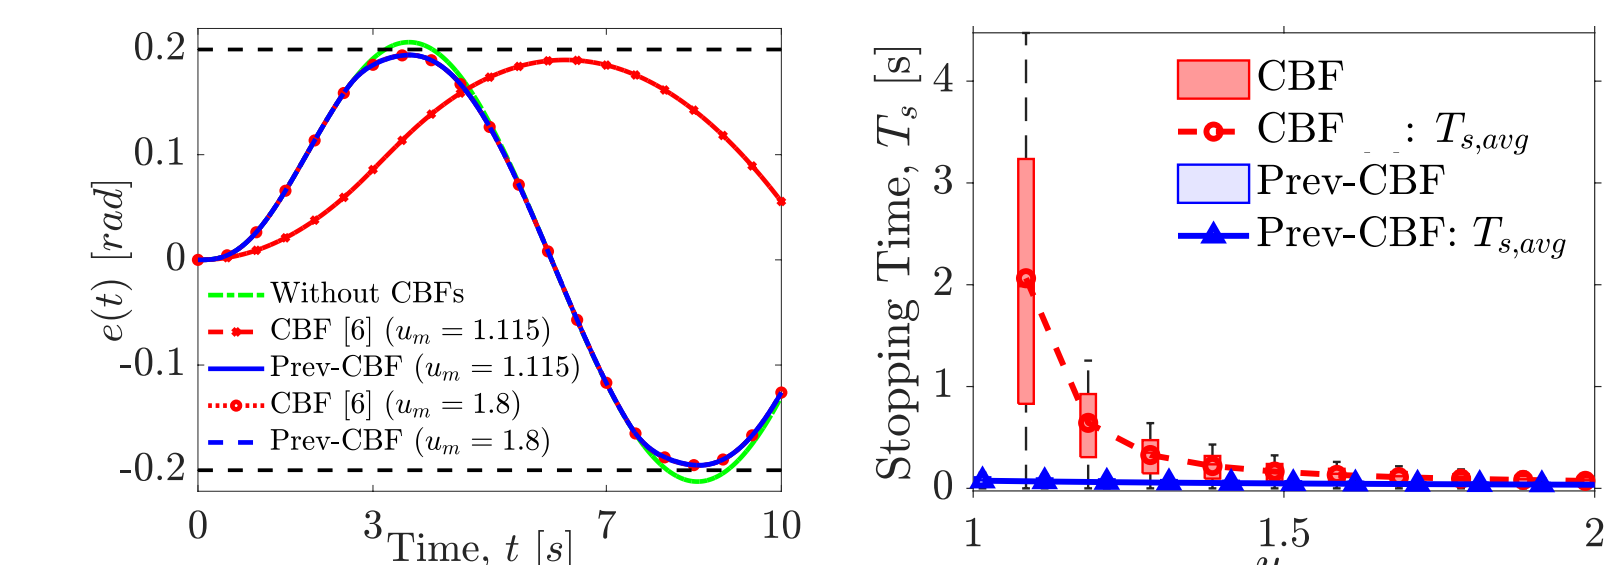 0.2
0.1
0
-0.1
-0.2
e(t) [rad]
Without CBFs
CBF [6] (u_m = 1.115)
Prev-CBF (u_m = 1.115)
CBF [6] (u_m = 1.8)
Prev-CBF (u_m = 1.8)
0 3 7 10
Time, t [s]
4
3
2
1
0
Stopping Time, T_s [s]
CBF
CBF : T_{s,avg}
Prev-CBF
Prev-CBF: T_{s,avg}
1 1.5 2